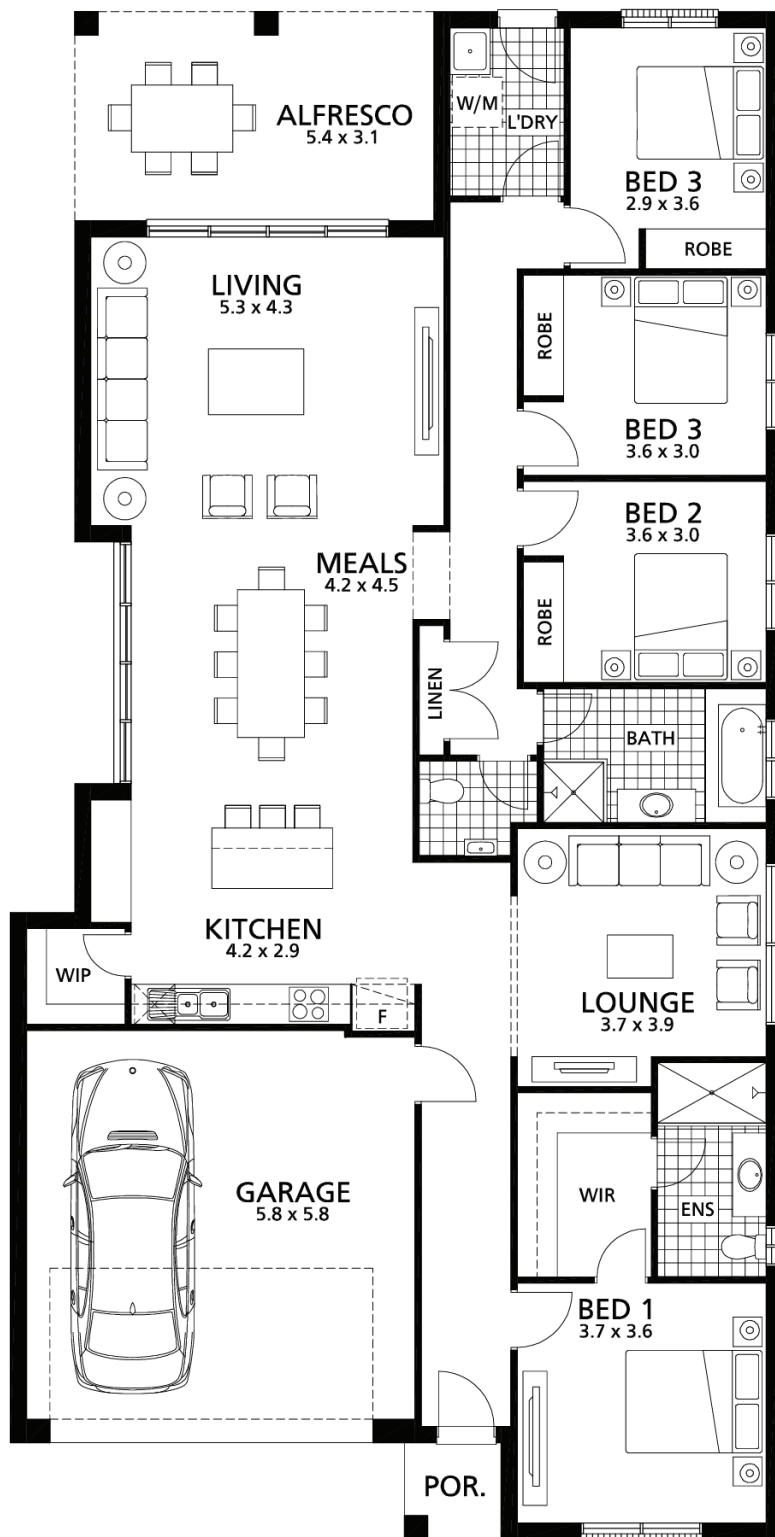 ALFRESCO
5.4 x 3.1
W/M
L'DRY
BED 3
2.9 x 3.6
ROBE
LIVING
5.3 x 4.3
ROBE
BED 3
3.6 x 3.0
MEALS
4.2 x 4.5
BED 2
3.6 x 3.0
ROBE
LINEN
BATH
KITCHEN
4.2 x 2.9
WIP
F
LOUNGE
3.7 x 3.9
GARAGE
5.8 x 5.8
WIR
ENS
BED 1
3.7 x 3.6
POR.